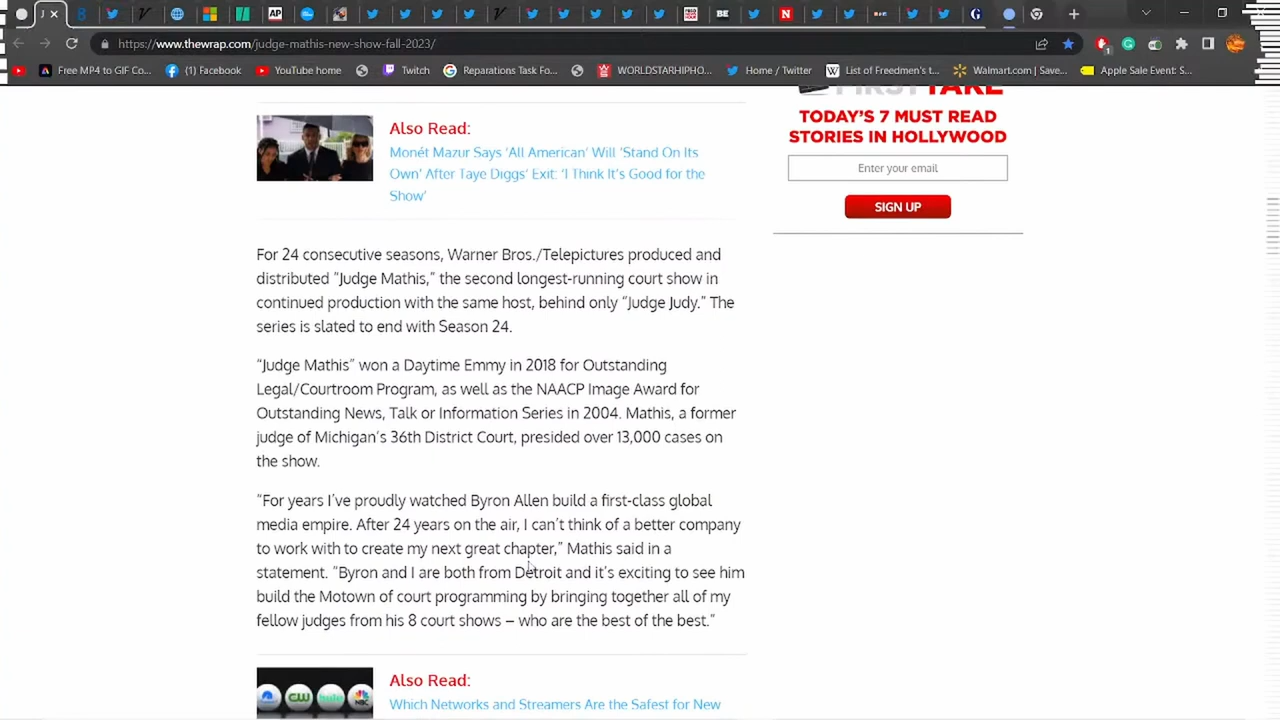 https://www.thewrap.com/judge-mathis-new-show-fall-2023/
Free MP4 to GIF Co... (1) Facebook YouTube home Twitch Reputations Task For... WORLDSTARHIPHO... Home / Twitter List of Freedmen's t... Walmart.com | Save... Apple Sale Event: ...
FIRST TAKE
TODAY'S 7 MUST READ
STORIES IN HOLLYWOOD
Enter your email
SIGN UP
Also Read:
Monét Mazur Says 'All American' Will 'Stand On Its
Own' After Taye Diggs' Exit: 'I Think It's Good for the
Show'
For 24 consecutive seasons, Warner Bros./Telepictures produced and
distributed "Judge Mathis," the second longest-running court show in
continued production with the same host, behind only "Judge Judy." The
series is slated to end with Season 24.
"Judge Mathis" won a Daytime Emmy in 2018 for Outstanding
Legal/Courtroom Program, as well as the NAACP Image Award for
Outstanding News, Talk or Information Series in 2004. Mathis, a former
judge of Michigan's 36th District Court, presided over 13,000 cases on
the show.
"For years I've proudly watched Byron Allen build a first-class global
media empire. After 24 years on the air, I can't think of a better company
to work with to create my next great chapter," Mathis said in a
statement. "Byron and I are both from Detroit and it's exciting to see him
build the Motown of court programming by bringing together all of my
fellow judges from his 8 court shows – who are the best of the best."
CW hulu NBC
Also Read:
Which Networks and Streamers Are the Safest for New